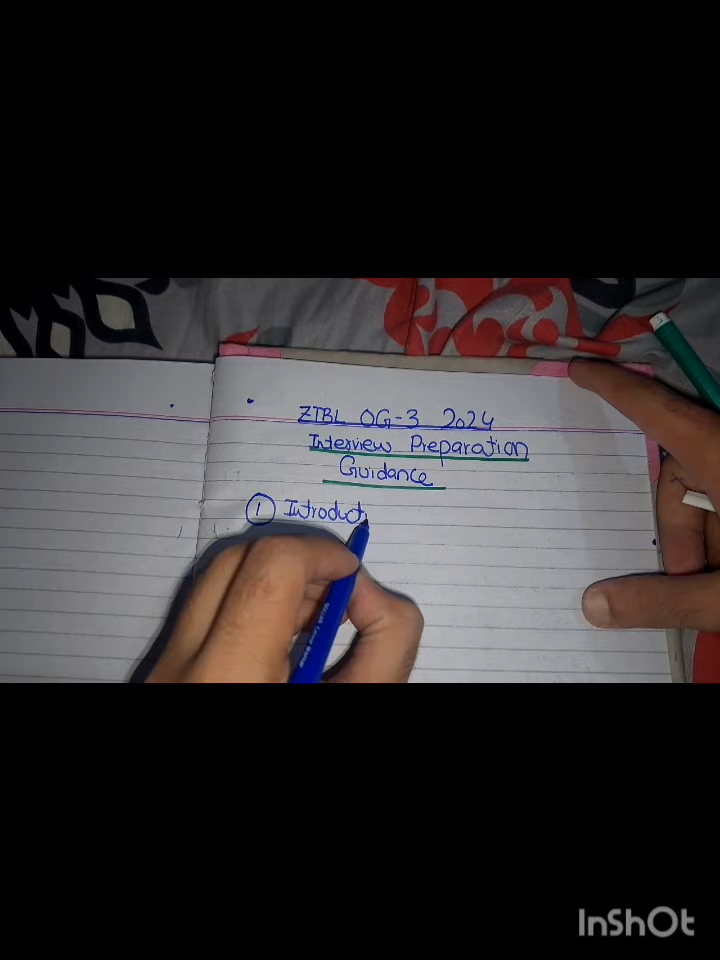 ZTBL OG-3 2024
Interview Preparation
Guidance
1 Introduct
InShOt